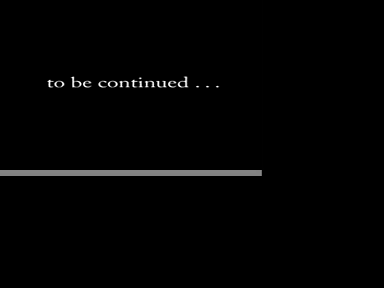 to be continued . . .